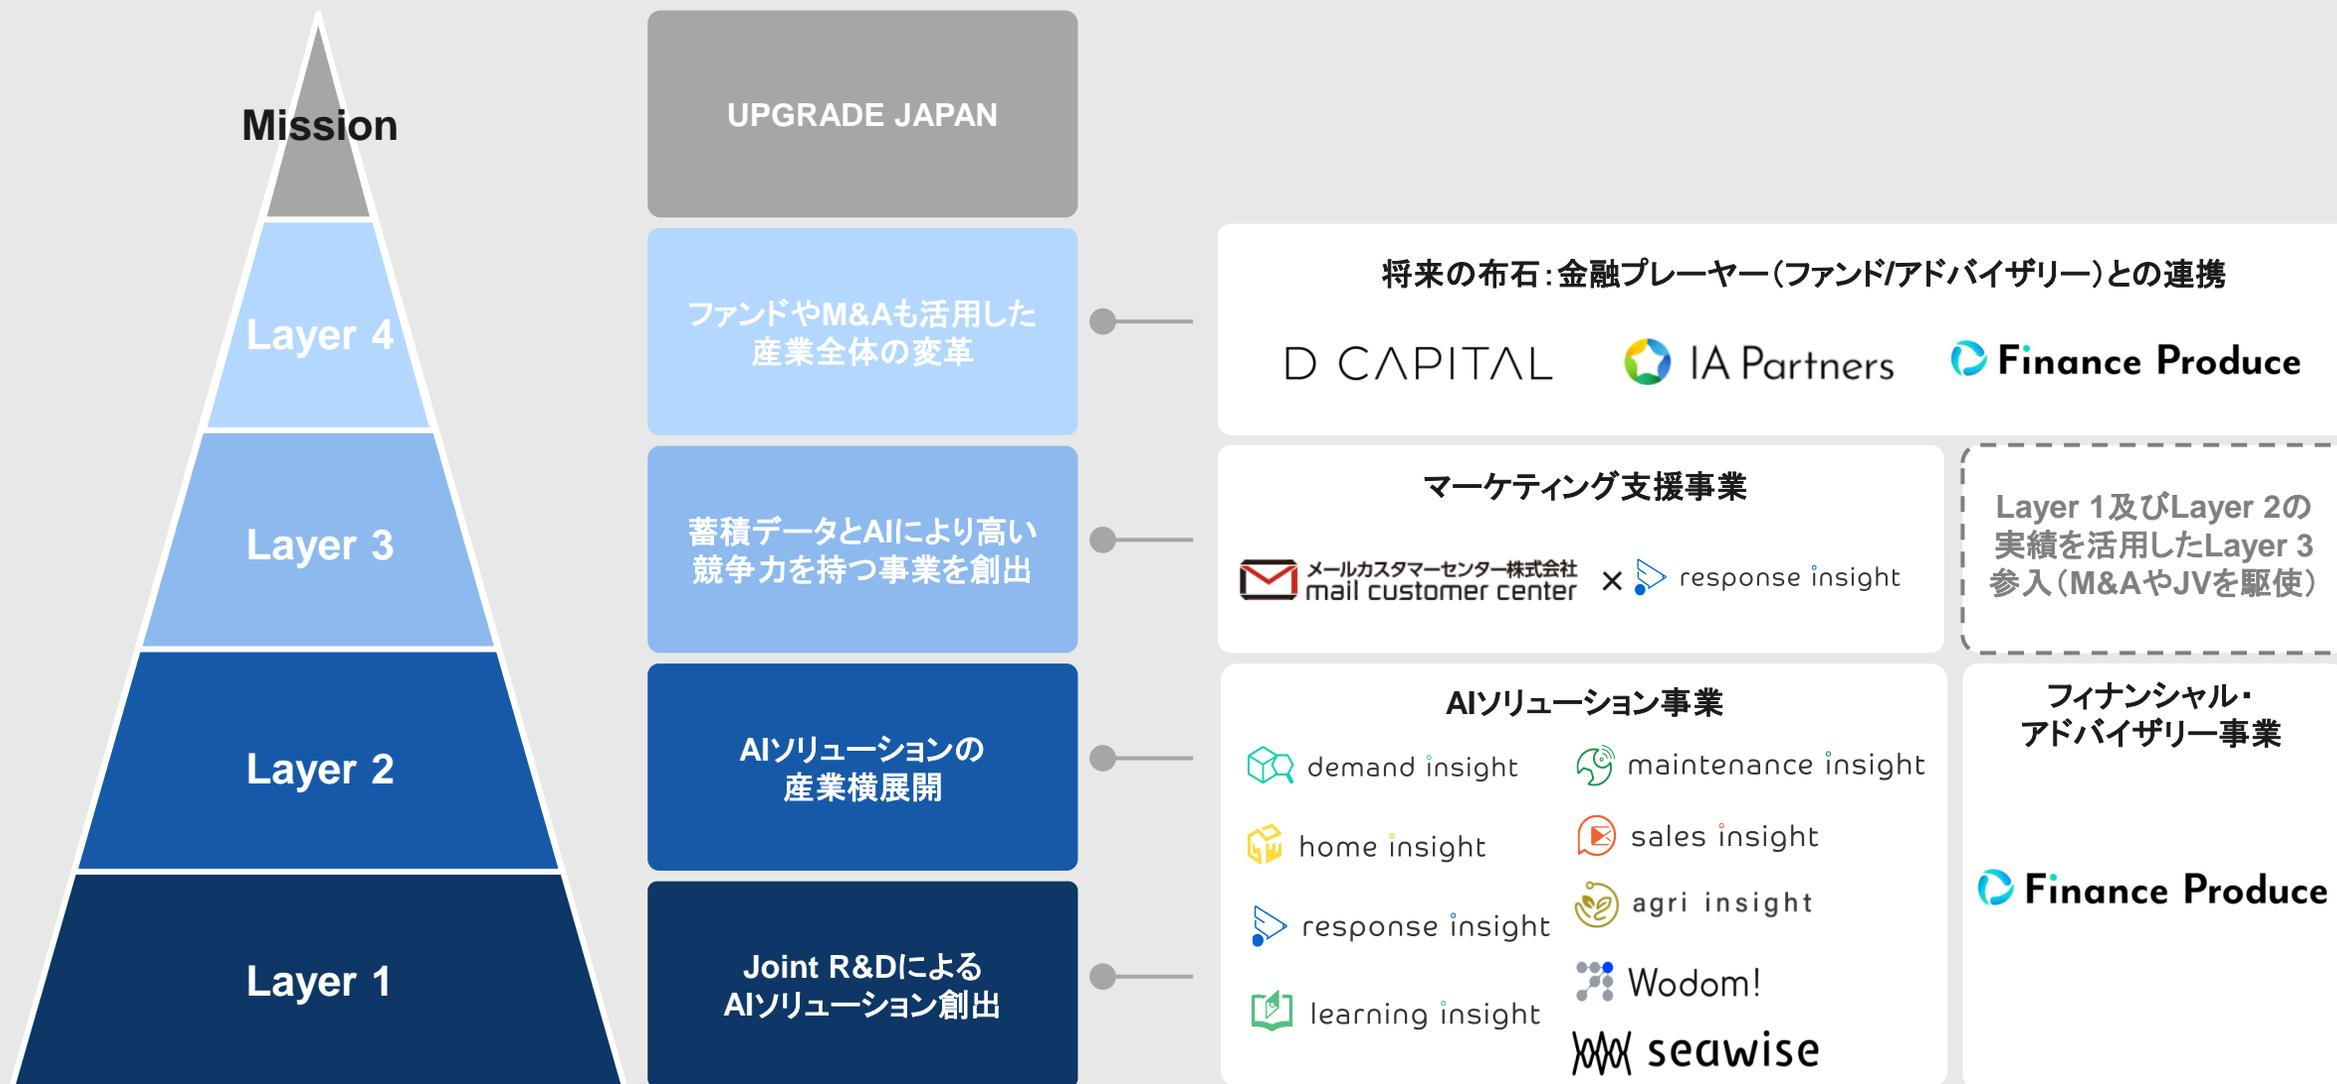 Mission
UPGRADE JAPAN
Layer 4
ファンドやM&Aも活用した
産業全体の変革
将来の布石：金融プレーヤー（ファンド/アドバイザリー）との連携
D CAPITAL
IA Partners
Finance Produce
Layer 3
蓄積データとAIにより高い
競争力を持つ事業を創出
マーケティング支援事業
メールカスタマーセンター株式会社
mail customer center
×
response insight
Layer 1及びLayer 2の
実績を活用したLayer 3
参入（M&AやJVを駆使）
Layer 2
AIソリューションの
産業横展開
Layer 1
Joint R&Dによる
AIソリューション創出
AIソリューション事業
demand insight
home insight
response insight
learning insight
maintenance insight
sales insight
agri insight
Wodom!
seawise
フィナンシャル・
アドバイザリー事業
Finance Produce